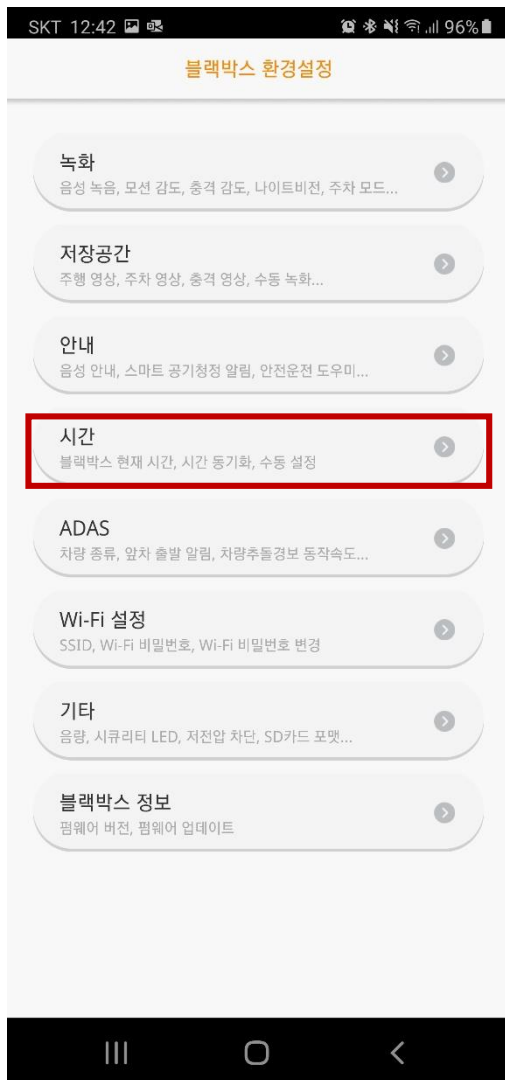 SKT 12:42 96%
블랙박스 환경설정
녹화
음성 녹음, 모션 감도, 충격 감도, 나이트비전, 주차 모드...
저장공간
주행 영상, 주차 영상, 충격 영상, 수동 녹화...
안내
음성 안내, 스마트 공기청정 알림, 안전운전 도우미...
시간
블랙박스 현재 시간, 시간 동기화, 수동 설정
ADAS
차량 종류, 앞차 출발 알림, 차량추돌경보 동작속도...
Wi-Fi 설정
SSID, Wi-Fi 비밀번호, Wi-Fi 비밀번호 변경
기타
음량, 시큐리티 LED, 저전압 차단, SD카드 포맷...
블랙박스 정보
펌웨어 버전, 펌웨어 업데이트